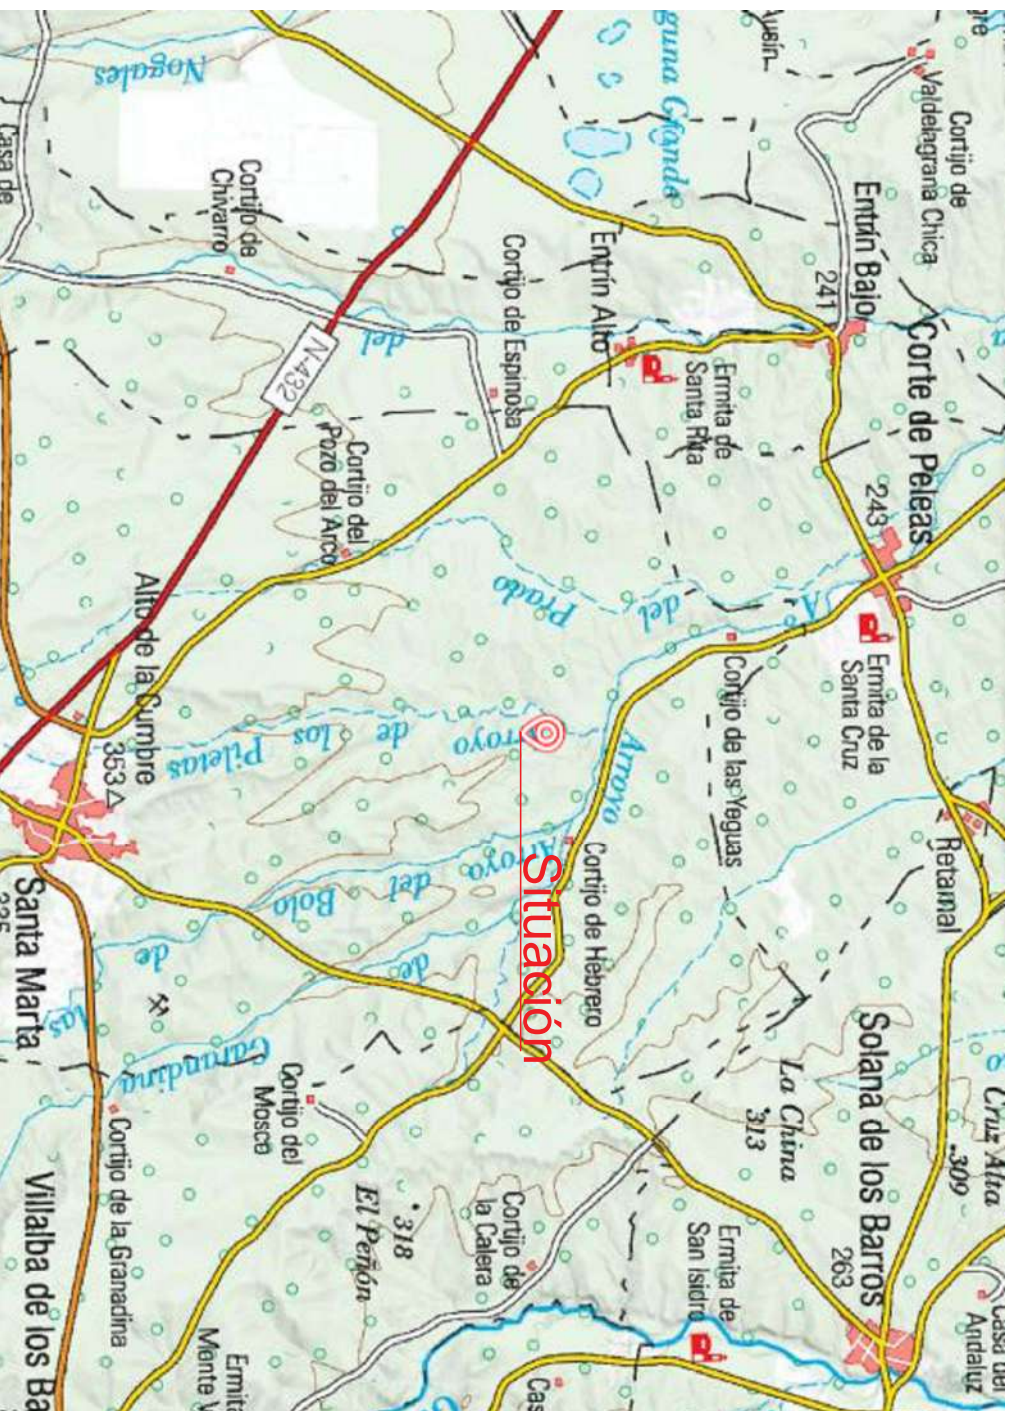 Cortijo de
Valdelagrana Chica
Entrín Bajo
241
Corte de Peleas
243
Ermita de la
Santa Cruz
Retamal
Cruz Alta
309
Solana de los Barros
263
Casa del
Andaluz
La China
313
Ermita de
San Isidro
Ermita de
Santa Rita
Entrín Alto
Cortijo de Espinosa
Cortijo de las Yeguas
Arroyo
del
Prado
Cortijo de Hebrero
Situación
Arroyo
de los
Piletas
Arroyo
del
Bolo
de
Cortijo de
la Calera
318
El Peñón
Cortijo del
Mosco
Garandina
de
las
Cortijo del
Pozo del Arco
N-432
del
Cortijo de
Chivarro
Nogales
Casa de
Alto de la Cumbre
353
Santa Marta
Cortijo de la Granadina
Villalba de los Ba
Ermita
Monte V
Cas